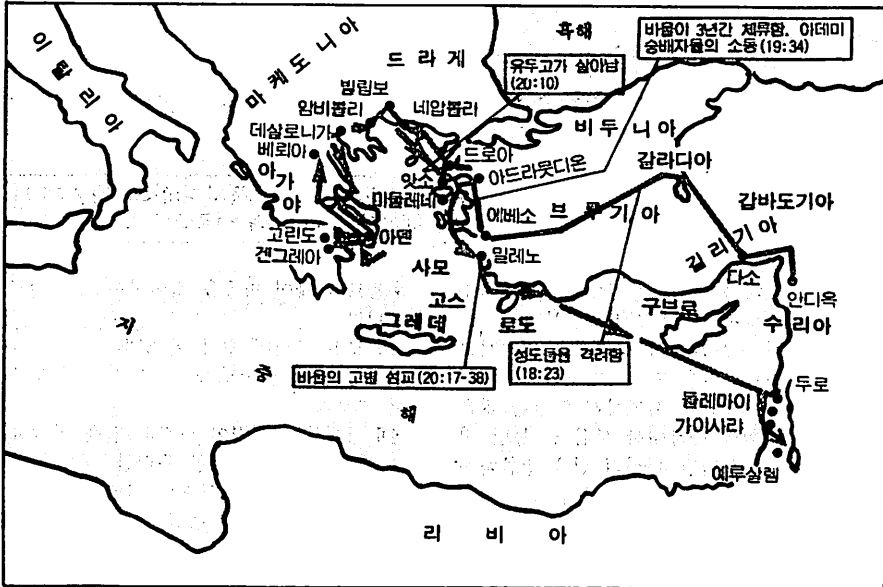 흑해
바울이 3년간 체류함. 아데미
숭배자들의 소동(19:34)
이탈리아
마케도니아
드라게
유두고가 살아남
(20:10)
빌립보
암비볼리
네압볼리
데살로니가
베뢰아
아가야
비두니아
드로아
앗소
아드라뭇디온
미둘레네
갈라디아
갑바도기아
에베소
브루기아
길리기아
고린도
겐그레아
아덴
사모
밀레도
다소
안디옥
고스
그레데
로도
구브로
수리아
지중해
바울의 고별 설교(20:17-38)
성도들을 격려함
(18:23)
돌레마이
두로
가이사랴
예루살렘
리비아